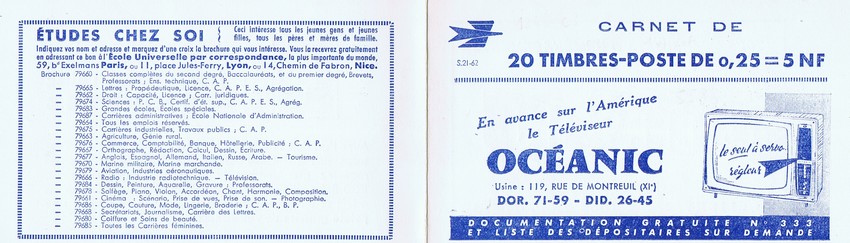 ÉTUDES CHEZ SOI
Ceci intéresse tous les jeunes gens et jeunes
filles, tous les pères et mères de famille.
Indiquez vos nom et adresse et marquez d'une croix la brochure qui vous intéresse. Vous la recevrez gratuitement
en adressant ce bon à l'École Universelle par correspondance, la plus importante du monde,
59, bd Exelmans Paris, ou 11, place Jules-Ferry, Lyon, ou 14, Chemin de Fabron, Nice.
Brochure 79660 - Classes complètes du second degré, Baccalauréats, et du premier degré, Brevets,
Professorats ; Ens. technique, C. A. P.
— 79665 - Lettres : Propédeutique, Licence, C. A. P. E. S., Agrégation.
— 79662 - Droit : Capacité, Licence ; Carr. juridiques.
— 79674 - Sciences : P. C. B., Certif. d'ét. sup., C. A. P. E. S., Agrég.
— 79683 - Grandes écoles, Écoles spéciales.
— 79687 - Carrières administratives : École Nationale d'Administration.
— 79664 - Tous les emplois réservés.
— 79675 - Carrières industrielles, Travaux publics ; C. A. P.
— 79663 - Agriculture, Génie rural.
— 79676 - Commerce, Comptabilité, Banque, Hôtellerie, Publicité ; C. A. P.
— 79667 - Orthographe, Rédaction, Calcul, Dessin, Écriture.
— 79677 - Anglais, Espagnol, Allemand, Italien, Russe, Arabe. — Tourisme.
— 79670 - Marine militaire, Marine marchande.
— 79679 - Aviation, Industries aéronautiques.
— 79666 - Radio : Industrie radiotechnique. — Télévision.
— 79684 - Dessin, Peinture, Aquarelle, Gravure : Professorats.
— 79678 - Solfège, Piano, Violon, Accordéon, Chant, Harmonie, Composition.
— 79661 - Cinéma : Scénario, Prise de vues, Prise de son. — Photographie.
— 79686 - Coupe, Couture, Mode, Lingerie, Broderie ; C. A. P., B. P.
— 79668 - Secrétariats, Journalisme, Carrière des Lettres.
— 79680 - Coiffure et Soins de beauté.
— 79685 - Toutes les Carrières féminines.
S.21-62
CARNET DE
20 TIMBRES-POSTE DE 0,25 = 5 NF
En avance sur l'Amérique
le Téléviseur
OCÉANIC
Usine : 119, RUE DE MONTREUIL (XIe)
DOR. 71-59 - DID. 26-45
le seul à servo
régleur
DOCUMENTATION GRATUITE N° 333
ET LISTE DES DÉPOSITAIRES SUR DEMANDE